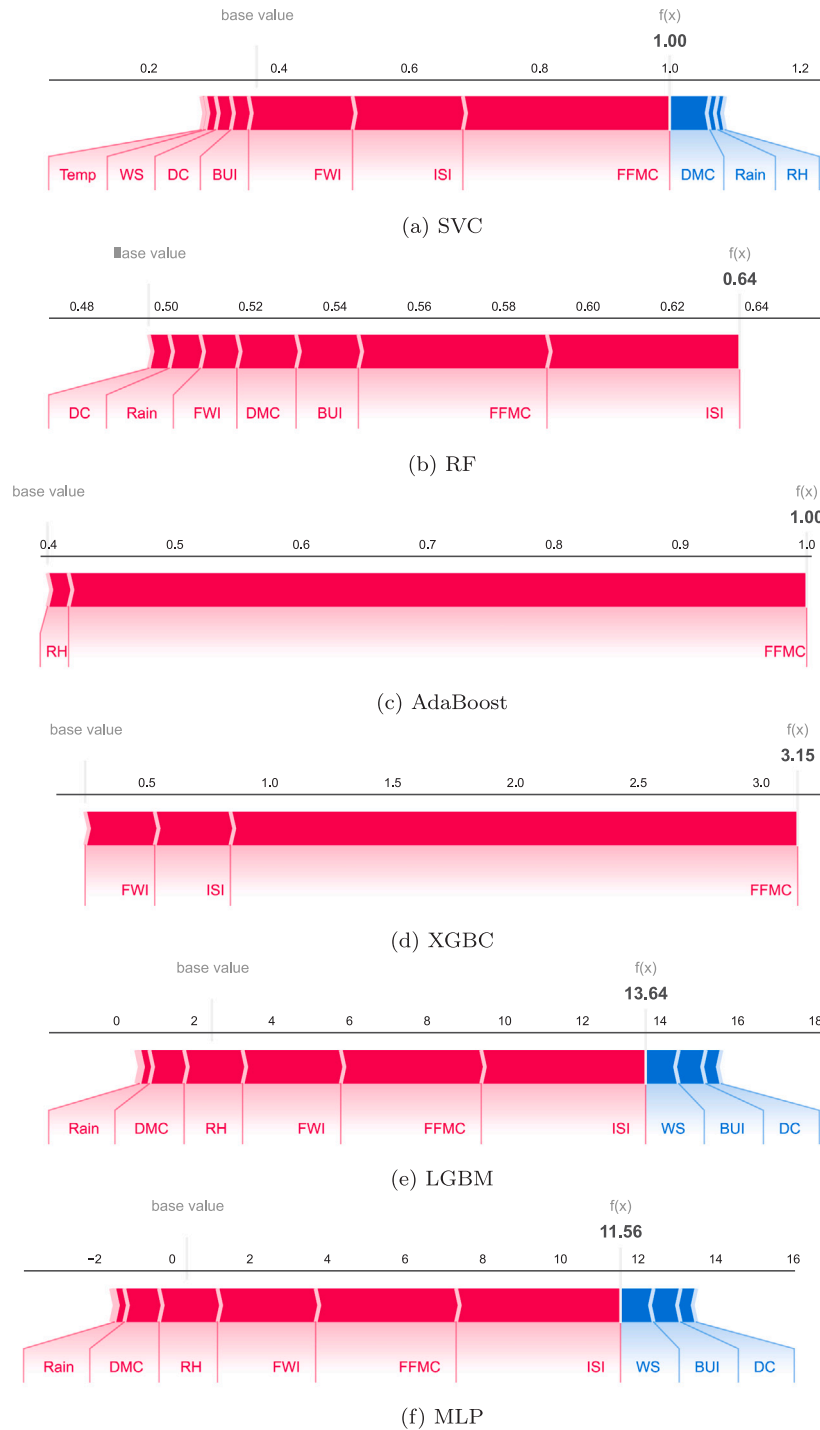 base value f(x)
1.00
0.2 0.4 0.6 0.8 1.0 1.2
Temp WS DC BUI FWI ISI FFMC DMC Rain RH
(a) SVC
ase value f(x)
0.64
0.48 0.50 0.52 0.54 0.56 0.58 0.60 0.62 0.64
DC Rain FWI DMC BUI FFMC ISI
(b) RF
base value f(x)
1.00
0.4 0.5 0.6 0.7 0.8 0.9 1.0
RH FFMC
(c) AdaBoost
base value f(x)
3.15
0.5 1.0 1.5 2.0 2.5 3.0
FWI ISI FFMC
(d) XGBC
base value f(x)
13.64
0 2 4 6 8 10 12 14 16 18
Rain DMC RH FWI FFMC ISI WS BUI DC
(e) LGBM
base value f(x)
11.56
−2 0 2 4 6 8 10 12 14 16
Rain DMC RH FWI FFMC ISI WS BUI DC
(f) MLP